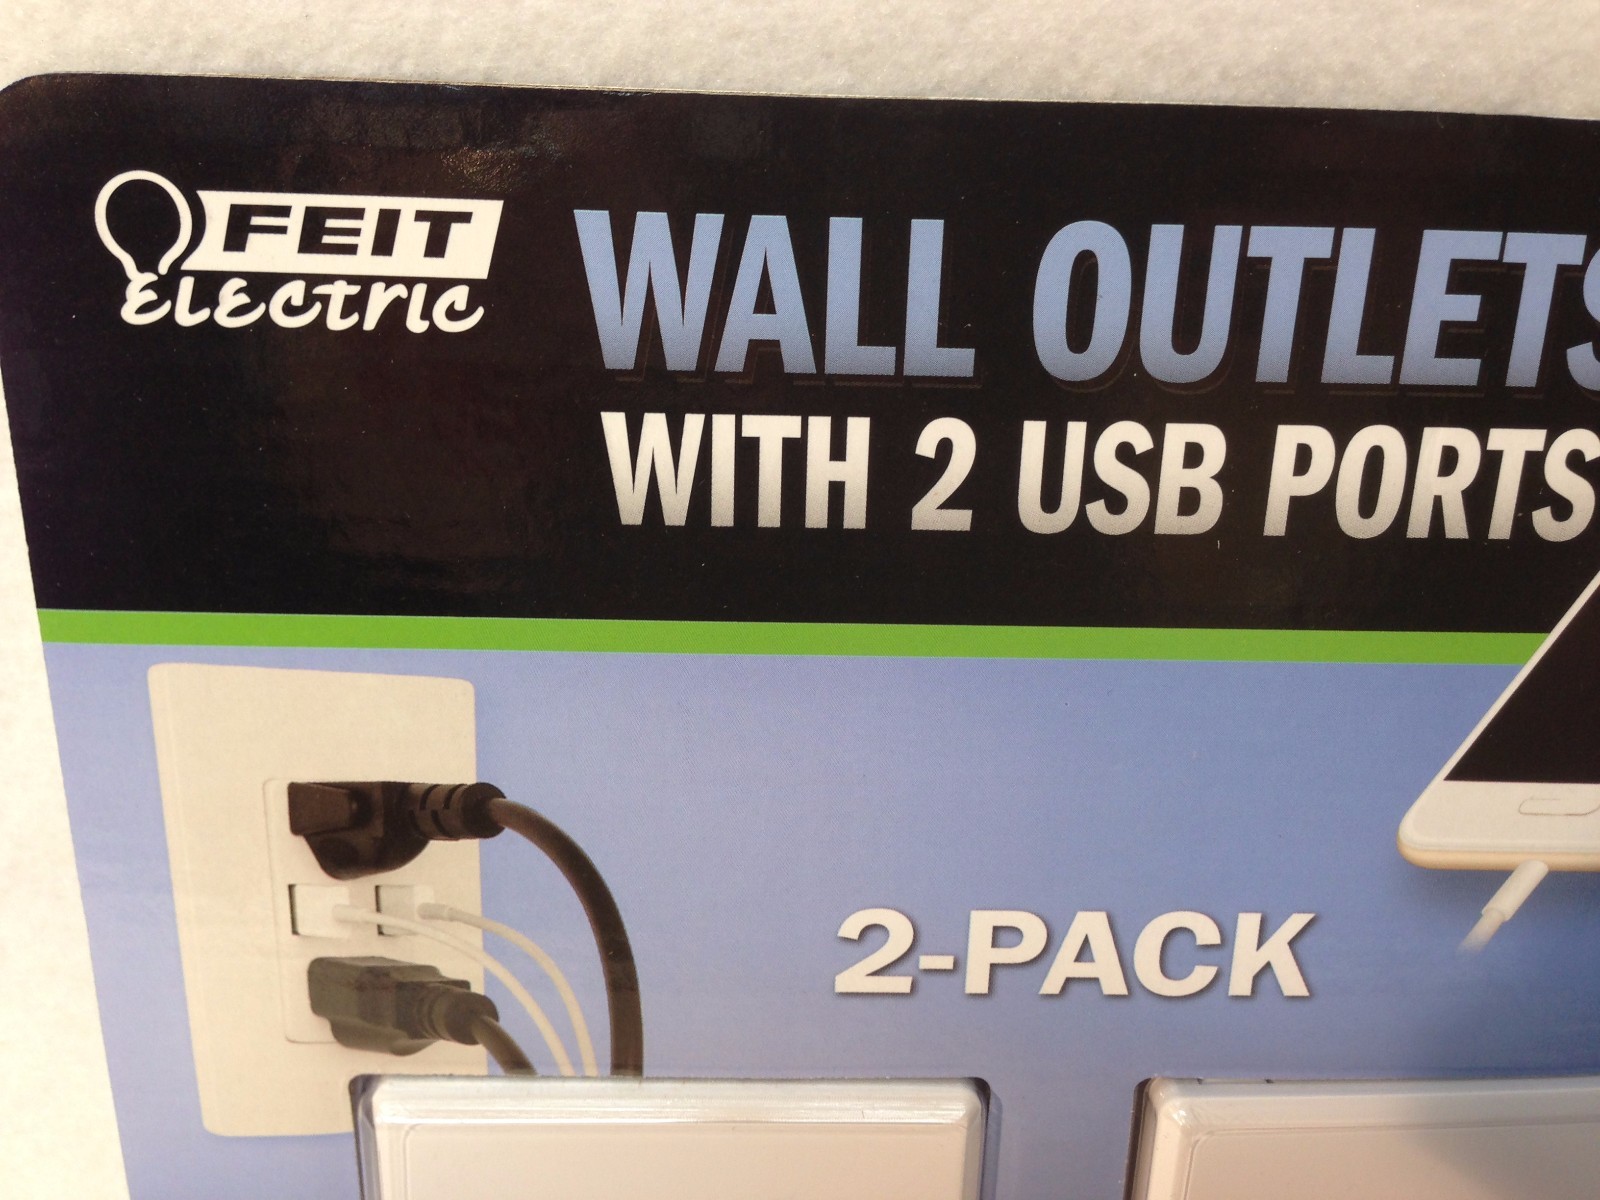 FEIT
ELECTRIC
WALL OUTLETS
WITH 2 USB PORTS
2-PACK